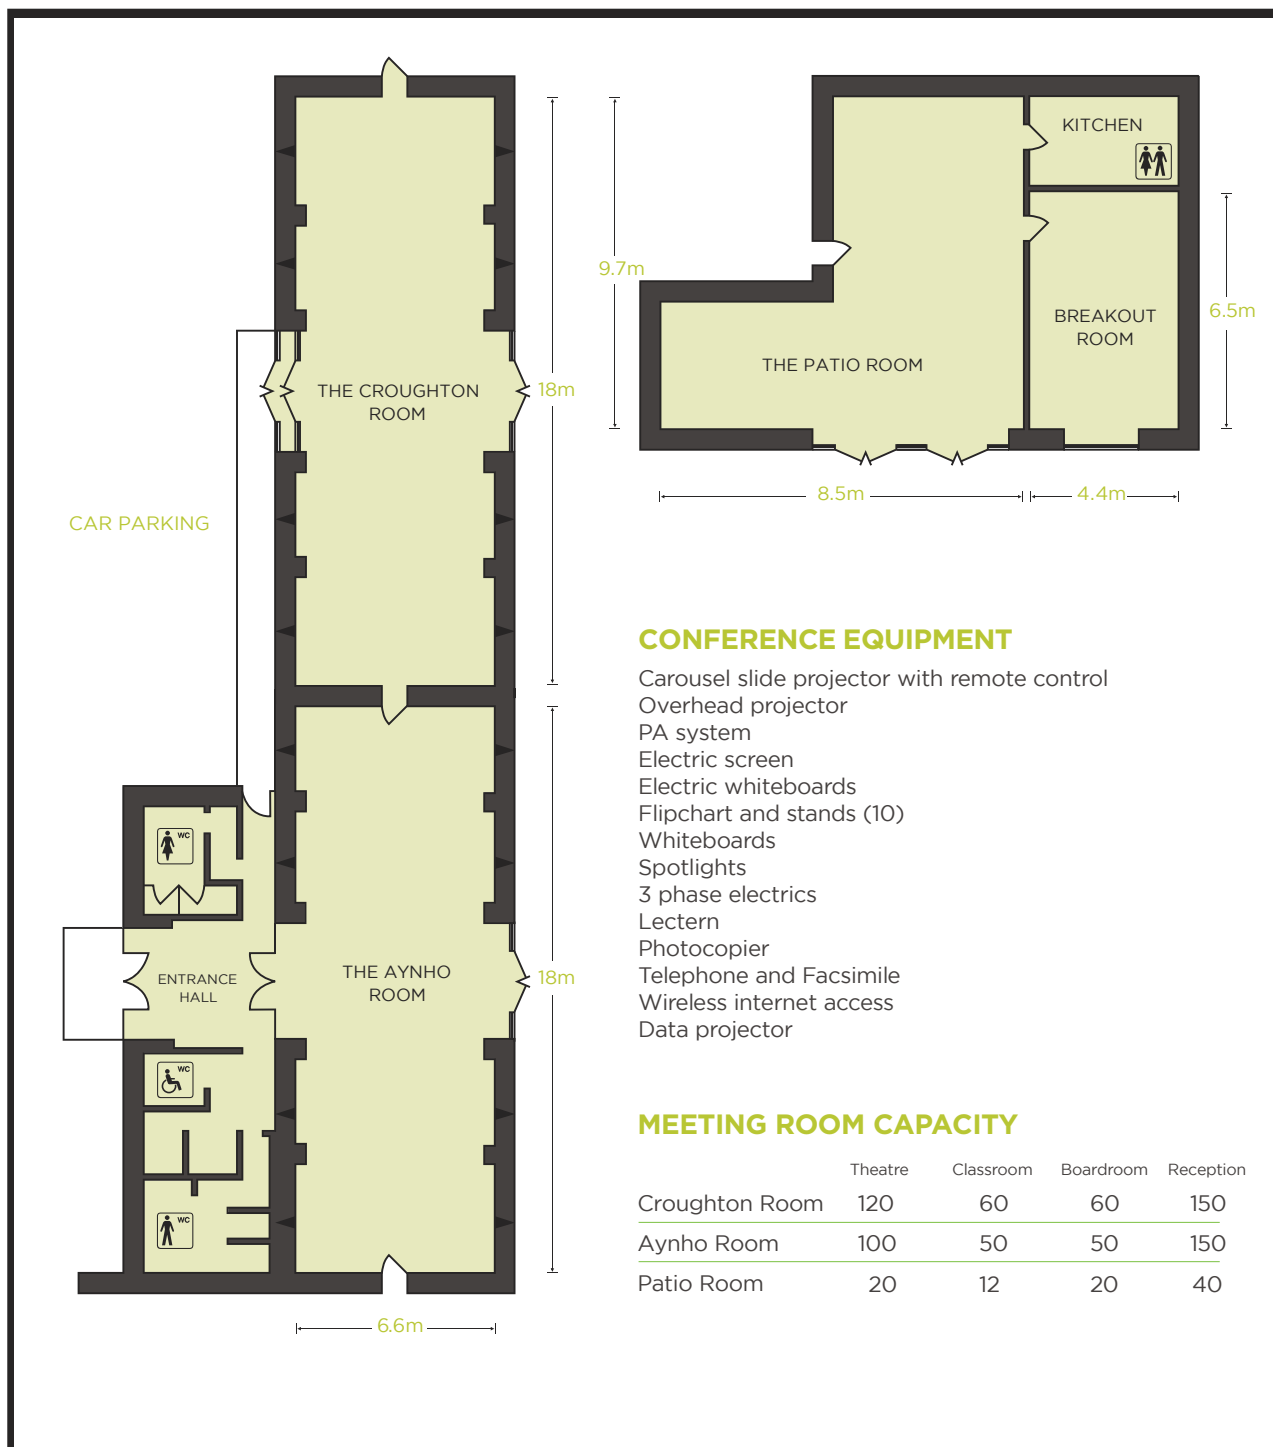 KITCHEN
9.7m
BREAKOUT
ROOM
6.5m
THE PATIO ROOM
THE CROUGHTON
ROOM
18m
8.5m
4.4m
CAR PARKING
WC
ENTRANCE
HALL
THE AYNHO
ROOM
18m
WC
WC
6.6m
CONFERENCE EQUIPMENT
Carousel slide projector with remote control
Overhead projector
PA system
Electric screen
Electric whiteboards
Flipchart and stands (10)
Whiteboards
Spotlights
3 phase electrics
Lectern
Photocopier
Telephone and Facsimile
Wireless internet access
Data projector
MEETING ROOM CAPACITY
Theatre Classroom Boardroom Reception
Croughton Room 120 60 60 150
Aynho Room 100 50 50 150
Patio Room 20 12 20 40